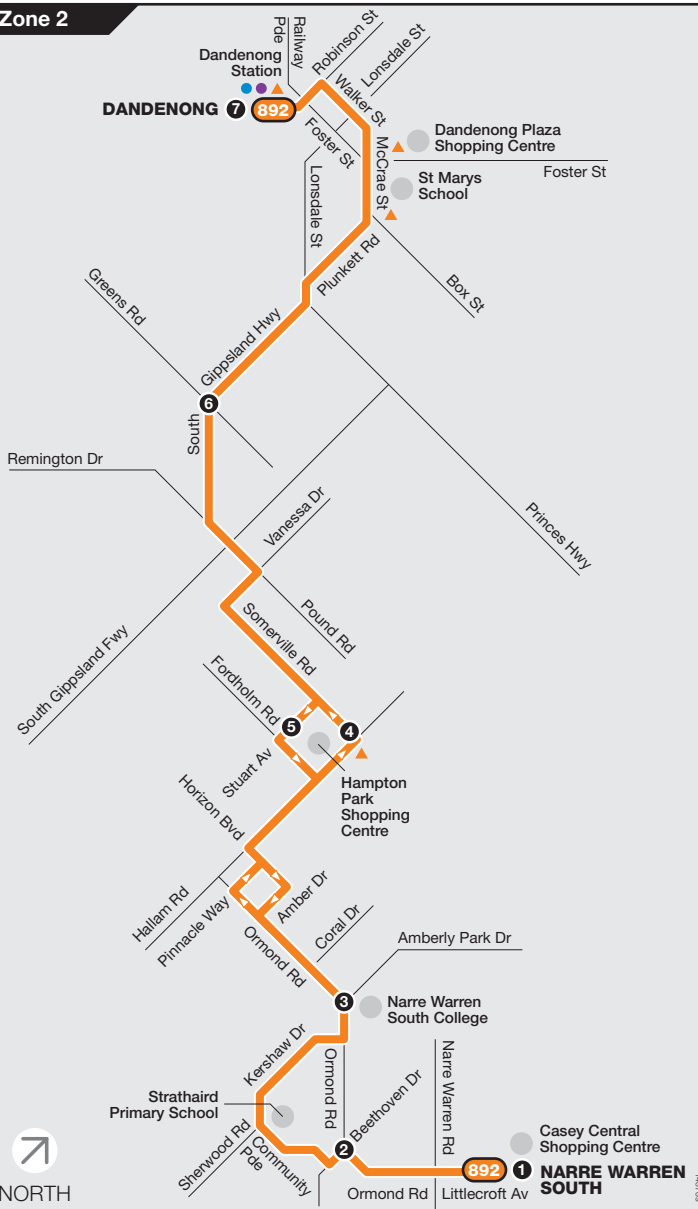 Zone 2
Railway
Pde
Robinson St
Lonsdale St
Walker St
Dandenong
Station
DANDENONG 7 892
Foster St
McCrae St
Dandenong Plaza
Shopping Centre
Foster St
St Marys
School
Lonsdale St
Plunkett Rd
Box St
Greens Rd
Gippsland Hwy
6
South
Remington Dr
Vanessa Dr
Princes Hwy
Pound Rd
Somerville Rd
South Gippsland Fwy
Fordholm Rd
5
4
Stuart Av
Hampton
Park
Shopping
Centre
Horizon Bvd
Hallam Rd
Pinnacle Way
Amber Dr
Ormond Rd
Coral Dr
Amberly Park Dr
3
Narre Warren
South College
Kershaw Dr
Ormond Rd
Beethoven Dr
Narre Warren Rd
Strathaird
Primary School
Sherwood Rd
Community
Pde
2
Casey Central
Shopping Centre
892 1 NARRE WARREN
SOUTH
Ormond Rd
Littlecroft Av
NORTH